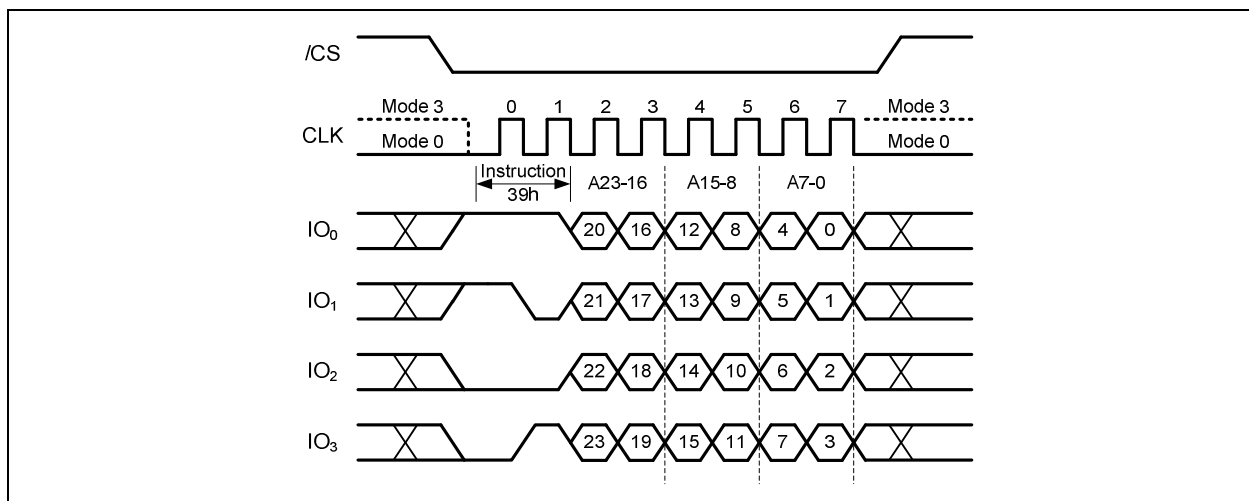 /CS
Mode 3 0 1 2 3 4 5 6 7 Mode 3
CLK
Mode 0 Mode 0
Instruction
39h
A23-16 A15-8 A7-0
IO₀ 20 16 12 8 4 0
IO₁ 21 17 13 9 5 1
IO₂ 22 18 14 10 6 2
IO₃ 23 19 15 11 7 3